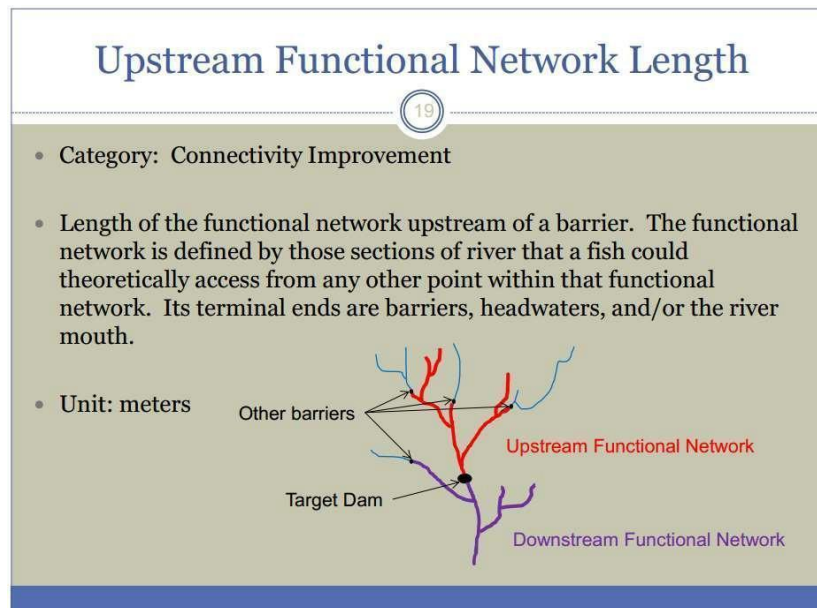 Upstream Functional Network Length
19
• Category: Connectivity Improvement
• Length of the functional network upstream of a barrier. The functional
network is defined by those sections of river that a fish could
theoretically access from any other point within that functional
network. Its terminal ends are barriers, headwaters, and/or the river
mouth.
• Unit: meters
Other barriers
Upstream Functional Network
Target Dam
Downstream Functional Network